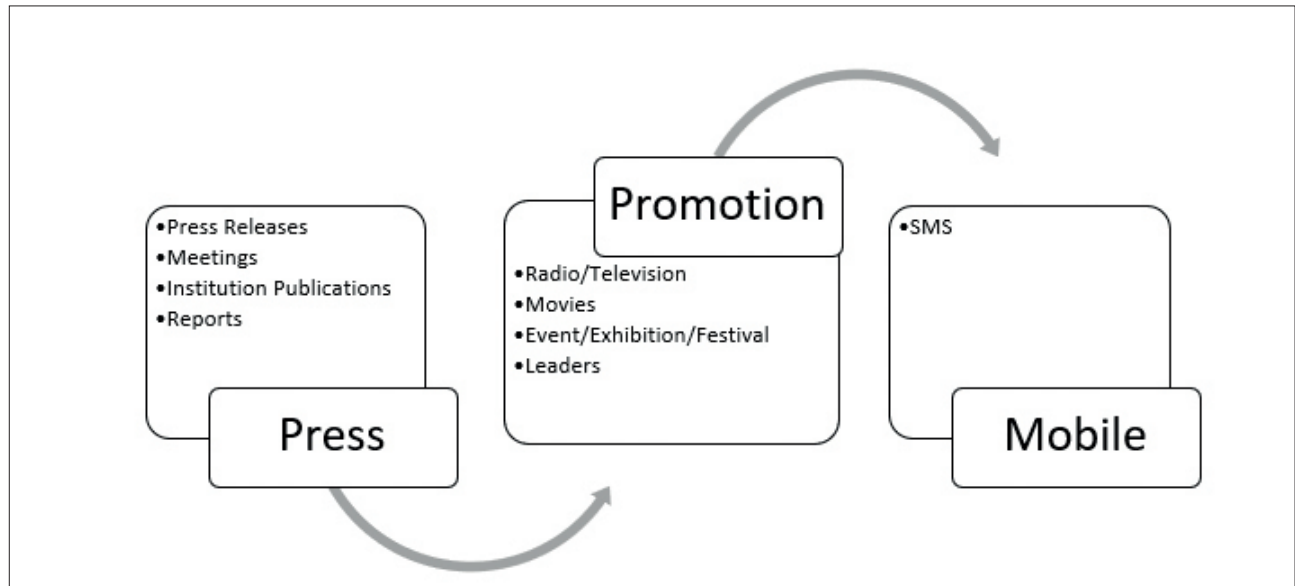 •Press Releases
•Meetings
•Institution Publications
•Reports
Press
Promotion
•Radio/Television
•Movies
•Event/Exhibition/Festival
•Leaders
•SMS
Mobile